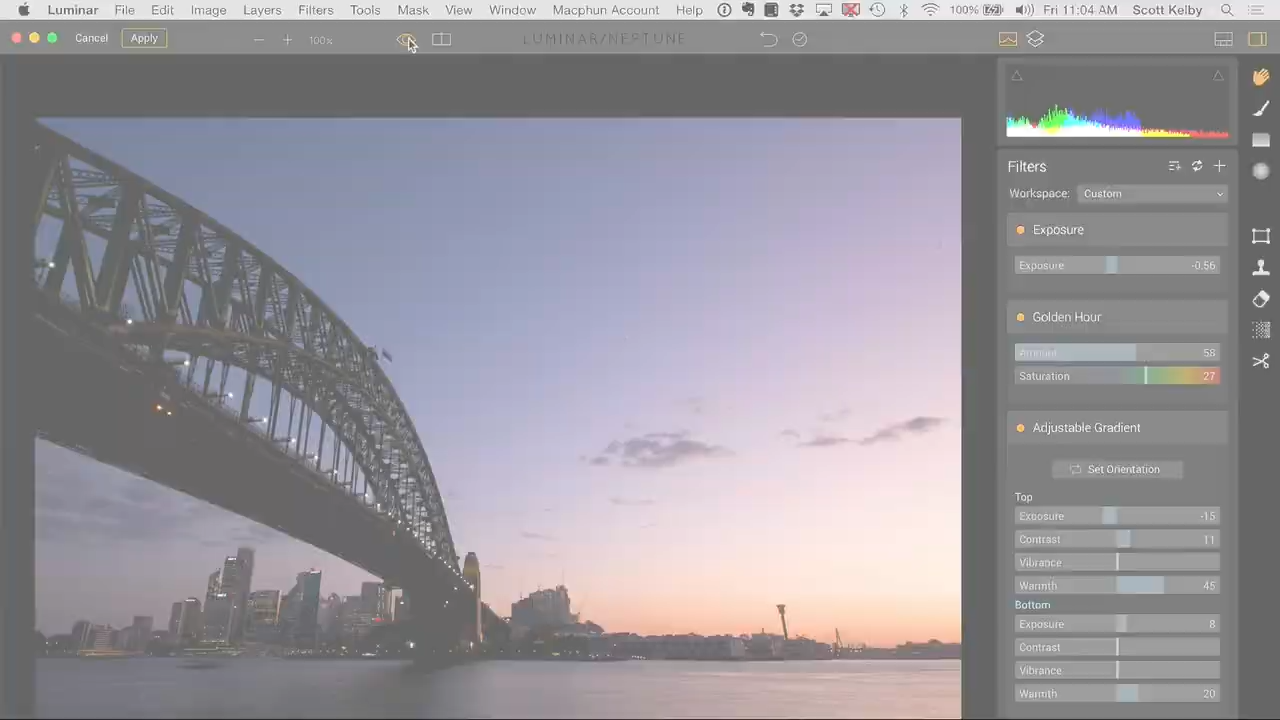 Luminar File Edit Image Layers Filters Tools Mask View Window Macphun Account Help 100% Fri 11:04 AM Scott Kelby
Cancel Apply 100% LUMINAR/NEPTUNE
Filters
Workspace: Custom
Exposure
Exposure -0.56
Golden Hour
Amount 58
Saturation 27
Adjustable Gradient
Set Orientation
Top
Exposure -15
Contrast 11
Vibrance
Warmth 45
Bottom
Exposure 8
Contrast
Vibrance
Warmth 20